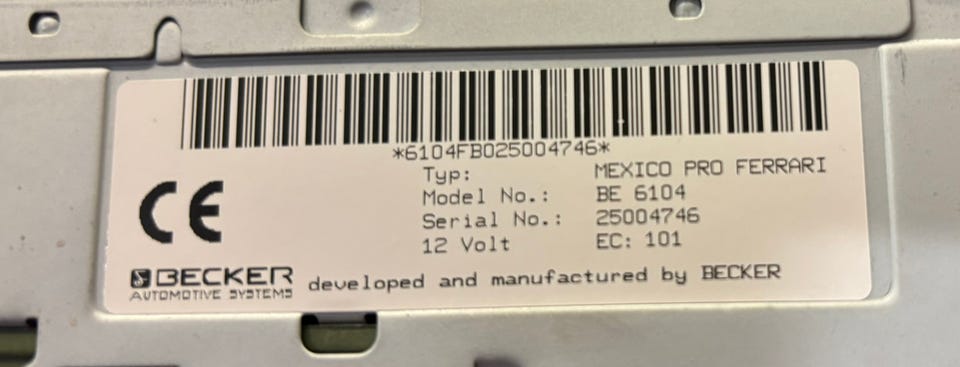 *6104FB025004746*
Typ: MEXICO PRO FERRARI
Model No.: BE 6104
Serial No.: 25004746
12 Volt EC: 101
CE
BECKER
AUTOMOTIVE SYSTEMS
developed and manufactured by BECKER